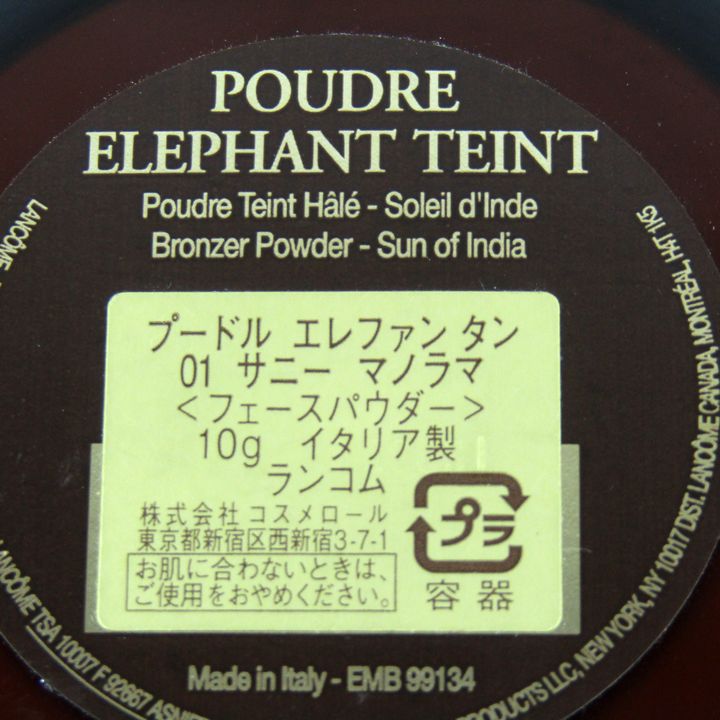 POUDRE
ELEPHANT TEINT
Poudre Teint Hâlé - Soleil d'Inde
Bronzer Powder - Sun of India
プードル エレファン タン
01 サニー マノラマ
<フェースパウダー>
10g イタリア製
ランコム
株式会社 コスメロール
東京都新宿区西新宿3-7-1
お肌に合わないときは、
ご使用をおやめください。
プラ
容器
Made in Italy - EMB 99134
LANCÔME,
LANCÔME TSA 10007 F 92667
PRODUCTS LLC, NEW YORK, NY 10017 DIST. LANCÔME CANADA, MONTRÉAL, H4T 1K5